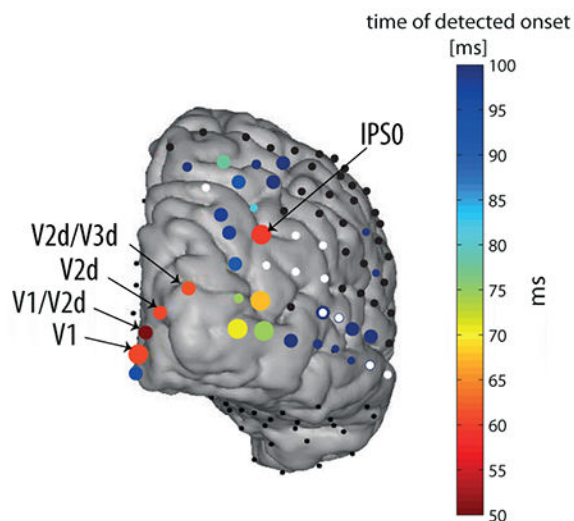 time of detected onset
[ms]
IPS0
V2d/V3d
V2d
V1/V2d
V1
100
95
90
85
80
75
70
65
60
55
50
ms